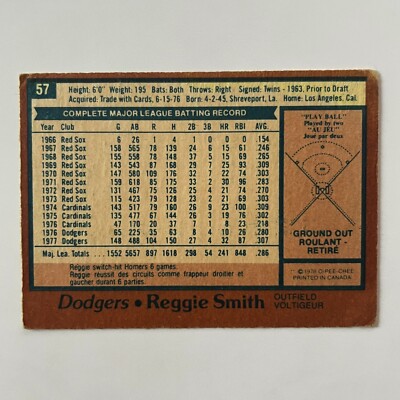 57
Height: 6'0" Weight: 195 Bats: Both Throws: Right Signed: Twins - 1963, Prior to Draft
Acquired: Trade with Cards, 6-15-76 Born: 4-2-45, Shreveport, La. Home: Los Angeles, Cal.
COMPLETE MAJOR LEAGUE BATTING RECORD
YEAR CLUB G AB R H 2B 3B HR RBI AVG.
1966 Red Sox 6 26 1 4 0 0 0 0 .154
1967 Red Sox 158 565 78 139 24 6 15 61 .246
1968 Red Sox 155 558 78 148 37 5 15 69 .265
1969 Red Sox 143 543 87 168 29 7 25 93 .309
1970 Red Sox 147 580 109 176 32 7 22 74 .303
1971 Red Sox 159 618 85 175 33 2 30 96 .283
1972 Red Sox 131 467 75 126 25 4 21 74 .270
1973 Red Sox 115 423 79 128 23 2 21 69 .303
1974 Cardinals 143 517 79 160 26 9 23 100 .309
1975 Cardinals 135 477 67 144 26 3 19 76 .302
1976 Cardinals 47 170 20 37 7 1 8 23 .218
1976 Dodgers 65 225 35 63 8 4 10 26 .280
1977 Dodgers 148 488 104 150 27 4 32 87 .307
Maj. Lea. Totals ... 1552 5657 897 1618 298 54 241 848 .286
Reggie switch-hit Homers 6 games.
Reggie réussit des circuits comme frappeur droitier et
gaucher durant 6 parties.
"PLAY BALL"
Played by two
"AU JEU"
Joué par deux
GROUND OUT
ROULANT -
RETIRÉ
© 1978 O-PEE-CHEE
PRINTED IN CANADA
Dodgers • Reggie Smith
OUTFIELD
VOLTIGEUR